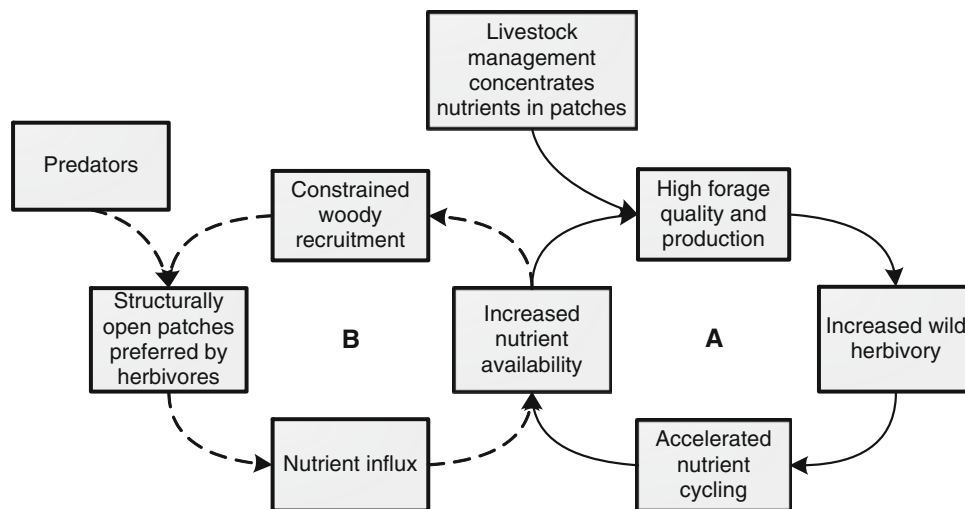 Livestock
management
concentrates
nutrients in patches
Predators
Constrained
woody
recruitment
High forage
quality and
production
Structurally
open patches
preferred by
herbivores
B
Increased
nutrient
availability
A
Increased wild
herbivory
Nutrient influx
Accelerated
nutrient
cycling